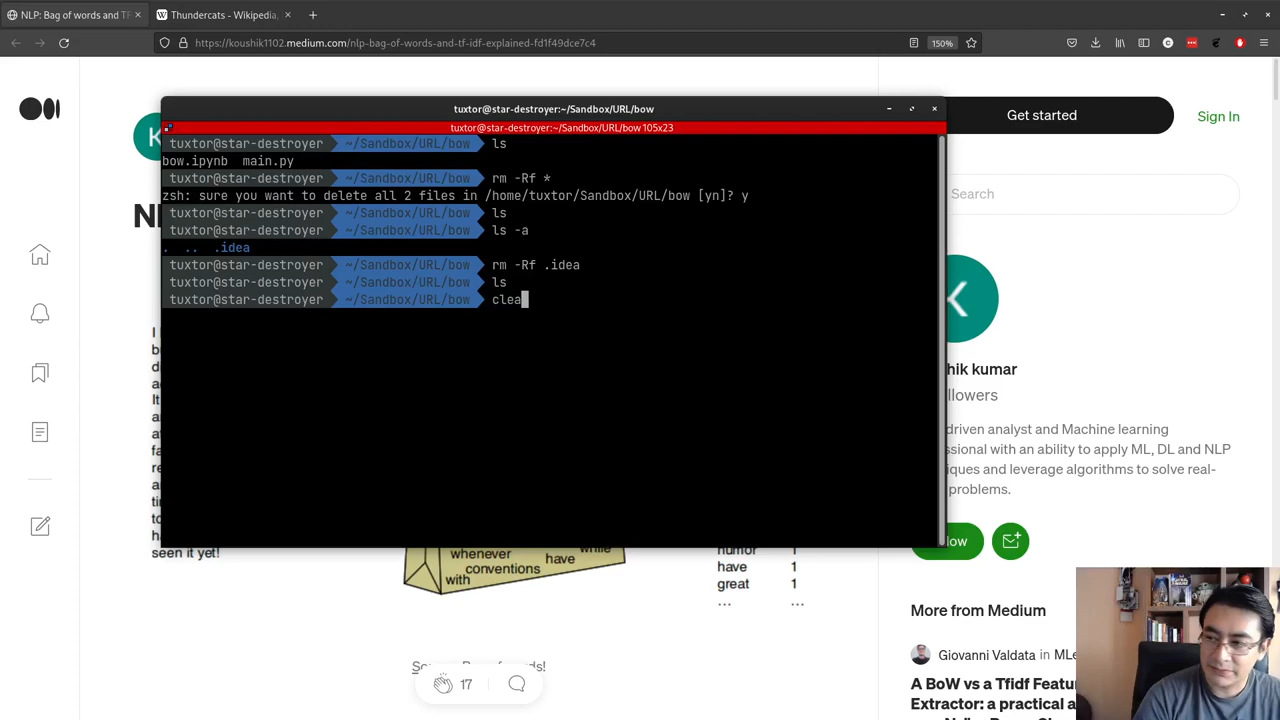 NLP: Bag of words and TF
Thundercats - Wikipedia,
https://koushik1102.medium.com/nlp-bag-of-words-and-tf-idf-explained-fd1f49dce7c4
150%
Get started
Sign In
Search
tuxtor@star-destroyer:~/Sandbox/URL/bow
tuxtor@star-destroyer:~/Sandbox/URL/bow 105x23
tuxtor@star-destroyer ~/Sandbox/URL/bow ls
bow.ipynb main.py
tuxtor@star-destroyer ~/Sandbox/URL/bow rm -Rf *
zsh: sure you want to delete all 2 files in /home/tuxtor/Sandbox/URL/bow [yn]? y
tuxtor@star-destroyer ~/Sandbox/URL/bow ls
tuxtor@star-destroyer ~/Sandbox/URL/bow ls -a
. .. .idea
tuxtor@star-destroyer ~/Sandbox/URL/bow rm -Rf .idea
tuxtor@star-destroyer ~/Sandbox/URL/bow ls
tuxtor@star-destroyer ~/Sandbox/URL/bow clea
K
hik kumar
ollowers
driven analyst and Machine learning
ssional with an ability to apply ML, DL and NLP
iques and leverage algorithms to solve real-
problems.
low
seen it yet!
whenever
have
while
conventions
with
humor 1
have 1
great 1
... ...
17
More from Medium
Giovanni Valdata in MLe
A BoW vs a Tfidf Featu
Extractor: a practical a